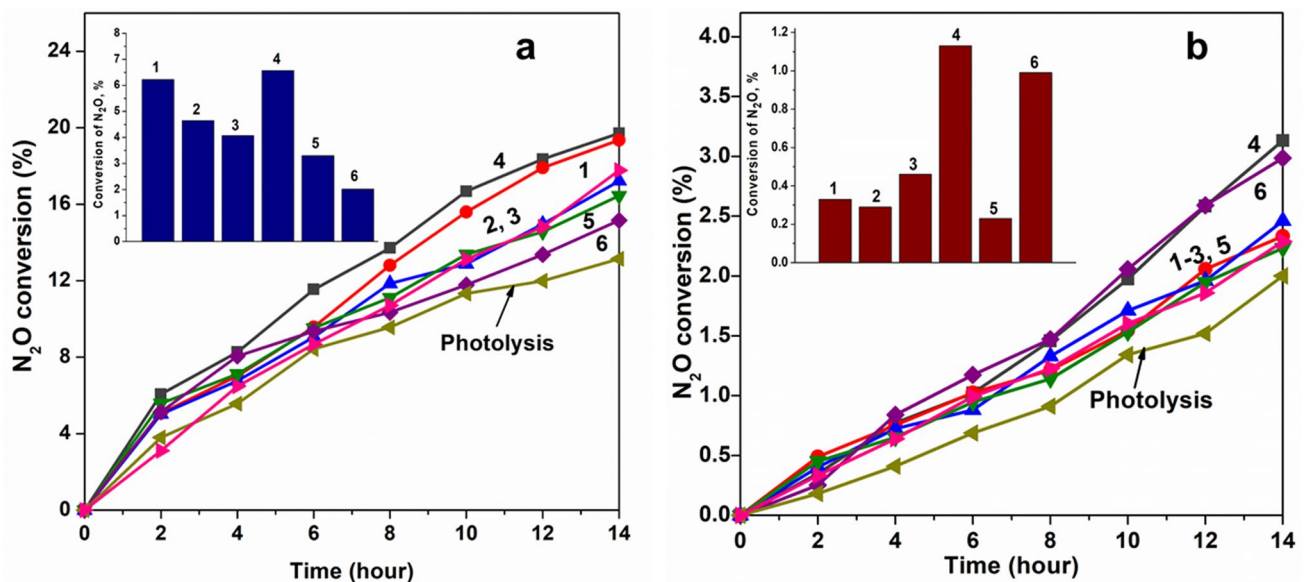 a
N₂O conversion (%)
24
20
16
12
8
4
0
0 2 4 6 8 10 12 14
Time (hour)
4
1
2, 3
5
6
Photolysis
Conversion of N₂O, %
8
7
6
5
4
3
2
1
0
1 2 3 4 5 6
b
N₂O conversion (%)
4.0
3.5
3.0
2.5
2.0
1.5
1.0
0.5
0.0
0 2 4 6 8 10 12 14
Time (hour)
4
6
1-3, 5
Photolysis
Conversion of N₂O, %
1.2
1.0
0.8
0.6
0.4
0.2
0.0
1 2 3 4 5 6